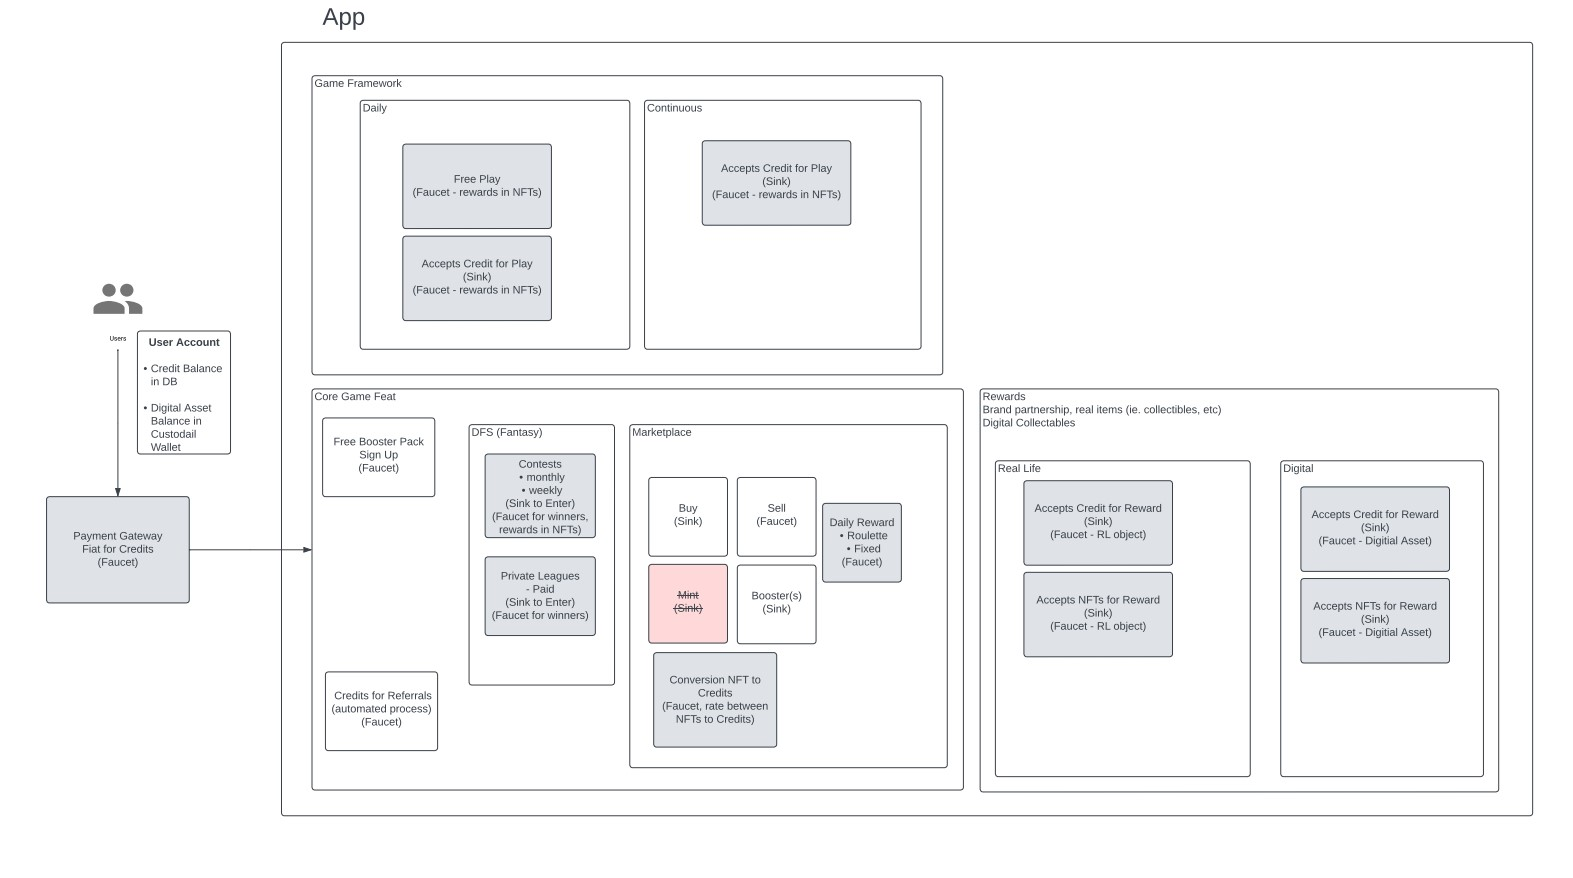 App
Game Framework
Daily
Free Play
(Faucet - rewards in NFTs)
Accepts Credit for Play
(Sink)
(Faucet - rewards in NFTs)
Continuous
Accepts Credit for Play
(Sink)
(Faucet - rewards in NFTs)
Users
User Account
• Credit Balance
in DB
• Digital Asset
Balance in
Custodail
Wallet
Payment Gateway
Fiat for Credits
(Faucet)
Core Game Feat
Free Booster Pack
Sign Up
(Faucet)
Credits for Referrals
(automated process)
(Faucet)
DFS (Fantasy)
Contests
• monthly
• weekly
(Sink to Enter)
(Faucet for winners,
rewards in NFTs)
Private Leagues
- Paid
(Sink to Enter)
(Faucet for winners)
Marketplace
Buy
(Sink)
Sell
(Faucet)
Daily Reward
• Roulette
• Fixed
(Faucet)
Mint
(Sink)
Booster(s)
(Sink)
Conversion NFT to
Credits
(Faucet, rate between
NFTs to Credits)
Rewards
Brand partnership, real items (ie. collectibles, etc)
Digital Collectables
Real Life
Accepts Credit for Reward
(Sink)
(Faucet - RL object)
Accepts NFTs for Reward
(Sink)
(Faucet - RL object)
Digital
Accepts Credit for Reward
(Sink)
(Faucet - Digitial Asset)
Accepts NFTs for Reward
(Sink)
(Faucet - Digitial Asset)